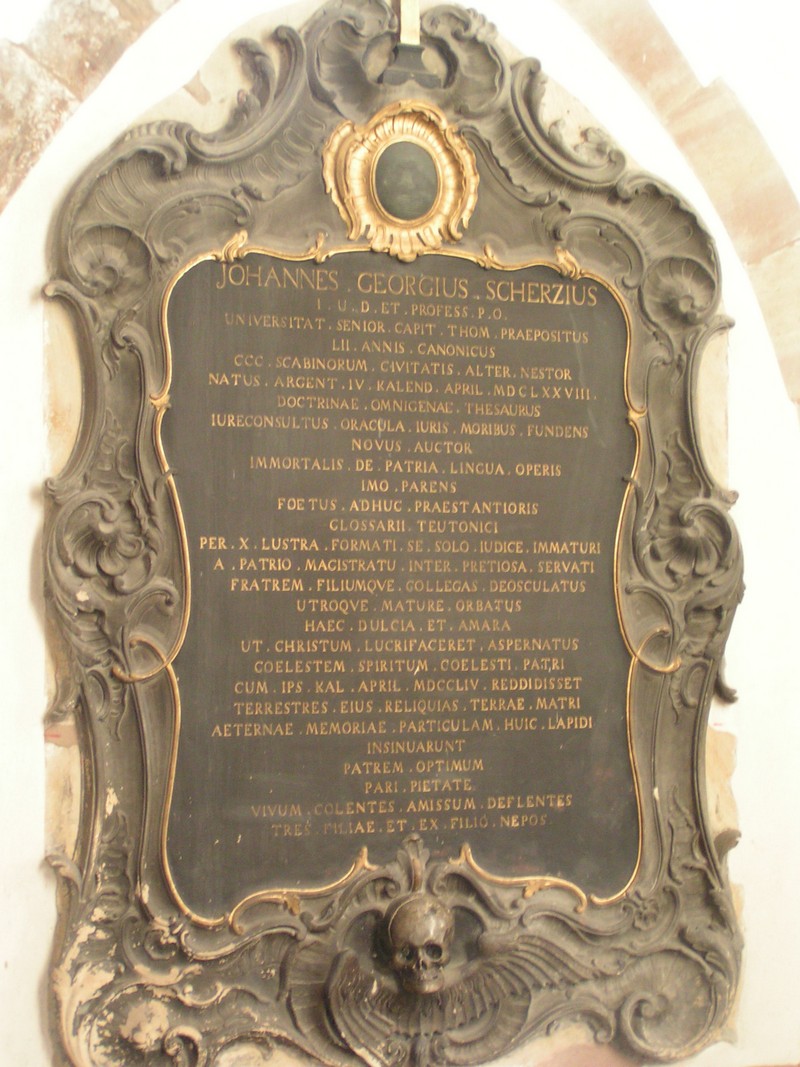 JOHANNES . GEORGIUS . SCHERZIUS
I . U . D . ET . PROFESS . P.O.
UNIVERSITAT . SENIOR . CAPIT . THOM . PRAEPOSITUS
LII . ANNIS . CANONICUS
CCC . SCABINORUM . CIVITATIS . ALTER . NESTOR
NATUS . ARGENT . IV . KALEND . APRIL . MDCLXXVIII .
DOCTRINAE . OMNIGENAE . THESAURUS
IURECONSULTUS . ORACULA . IURIS . MORIBUS . FUNDENS
NOVUS . AUCTOR
IMMORTALIS . DE . PATRIA . LINGUA . OPERIS
IMO . PARENS
FOETUS . ADHUC . PRAESTANTIORIS
GLOSSARII . TEUTONICI
PER . X . LUSTRA . FORMATI . SE . SOLO . IUDICE . IMMATURI
A . PATRIO . MAGISTRATU . INTER . PRETIOSA . SERVATI
FRATREM . FILIUMQVE . COLLEGAS . DEOSCULATUS
UTROQVE . MATURE . ORBATUS
HAEC . DULCIA . ET . AMARA
UT . CHRISTUM . LUCRIFACERET . ASPERNATUS
COELESTEM . SPIRITUM . COELESTI . PATRI
CUM . IPS . KAL . APRIL . MDCCLIV . REDDIDISSET
TERRESTRES . EIUS . RELIQUIAS . TERRAE . MATRI
AETERNAE . MEMORIAE . PARTICULAM . HUIC . LAPIDI
INSINUARUNT
PATREM . OPTIMUM
PARI . PIETATE
VIVUM . COLENTES . AMISSUM . DEFLENTES
TRES . FILIAE . ET . EX . FILIO . NEPOS .